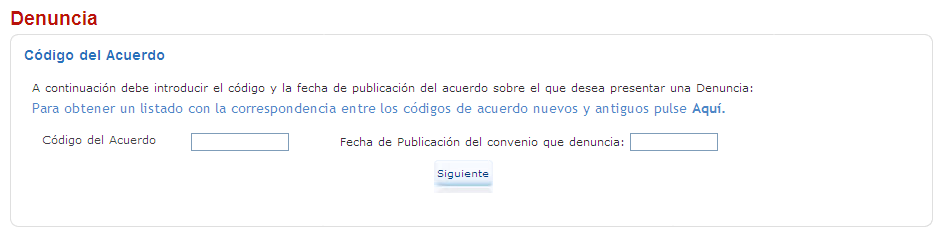 Denuncia
Código del Acuerdo
A continuación debe introducir el código y la fecha de publicación del acuerdo sobre el que desea presentar una Denuncia:
Para obtener un listado con la correspondencia entre los códigos de acuerdo nuevos y antiguos pulse Aquí.
Código del Acuerdo Fecha de Publicación del convenio que denuncia:
Siguiente